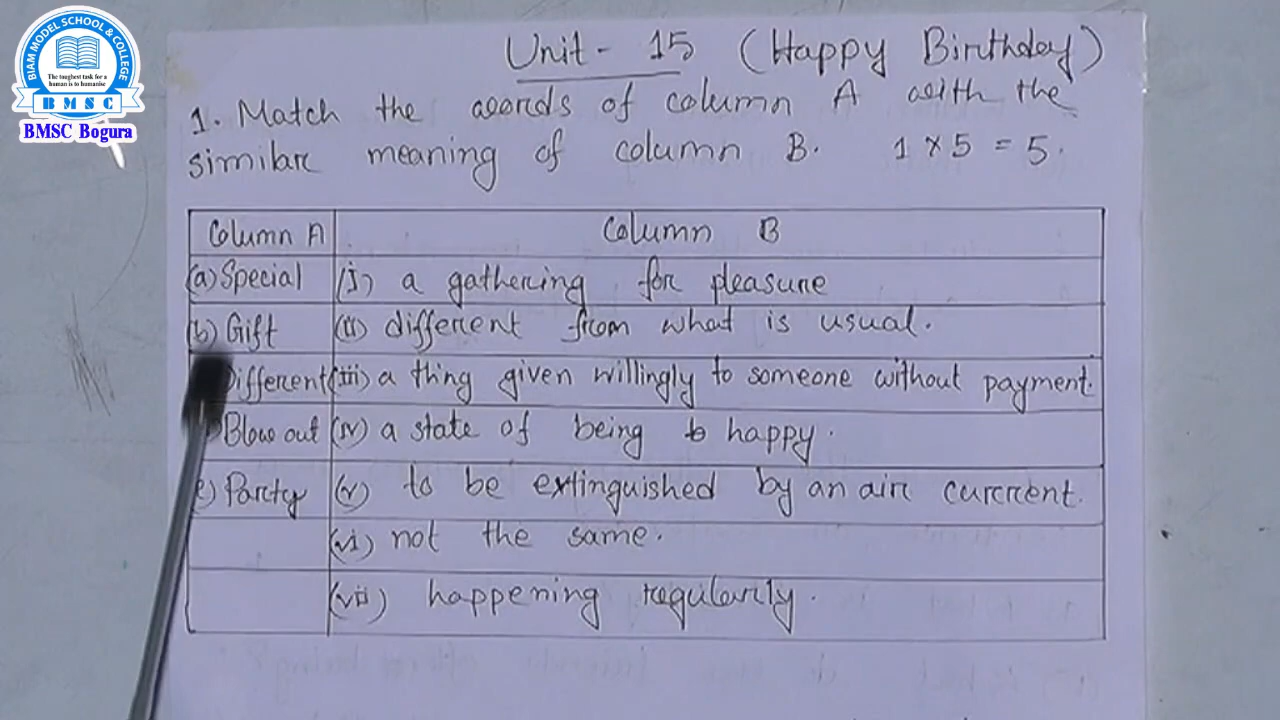 BIAM MODEL SCHOOL & COLLEGE
The toughest task for a
human is to humanise
BMSC
BMSC Bogura
Unit - 15 (Happy Birthday)
1. Match the words of column A with the
similar meaning of column B. 1 × 5 = 5.
Column A Column B
(a) Special (i) a gathering for pleasure
(b) Gift (ii) different from what is usual.
Different (iii) a thing given willingly to someone without payment.
Blow out (iv) a state of being happy.
(e) Party (v) to be extinguished by an air current.
(vi) not the same.
(vii) happening regularly.